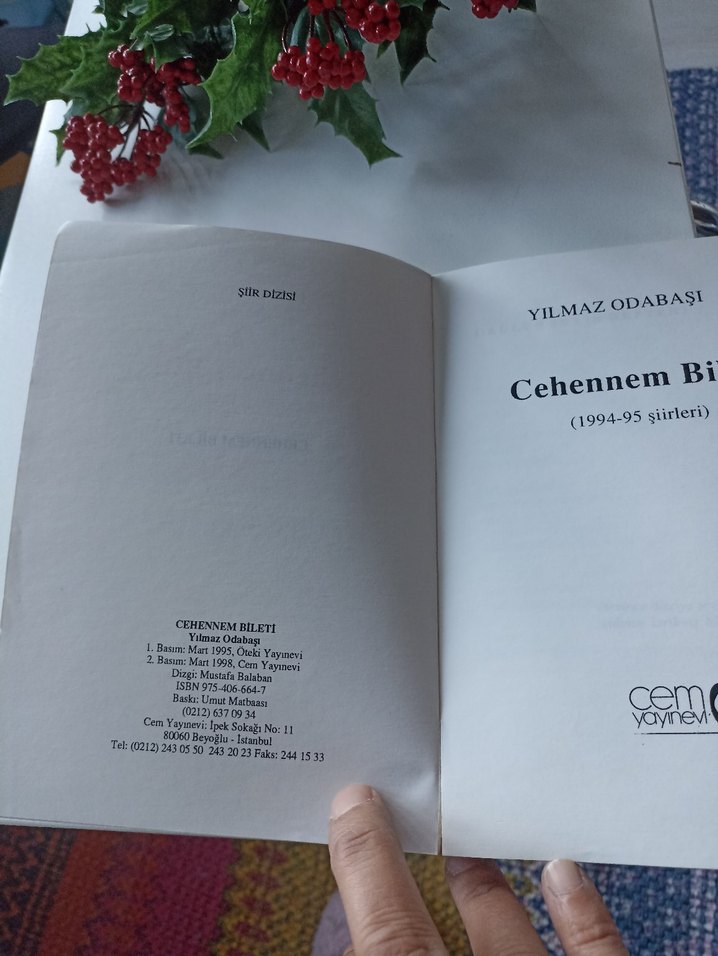 ŞİİR DİZİSİ
CEHENNEM BİLETİ
Yılmaz Odabaşı
1. Basım: Mart 1995, Öteki Yayınevi
2. Basım: Mart 1998, Cem Yayınevi
Dizgi: Mustafa Balaban
ISBN 975-406-664-7
Baskı: Umut Matbaası
(0212) 637 09 34
Cem Yayınevi: İpek Sokağı No: 11
80060 Beyoğlu - İstanbul
Tel: (0212) 243 05 50 243 20 23 Faks: 244 15 33
YILMAZ ODABAŞI
Cehennem
(1994-95 şiirleri)
cem
yayınevi